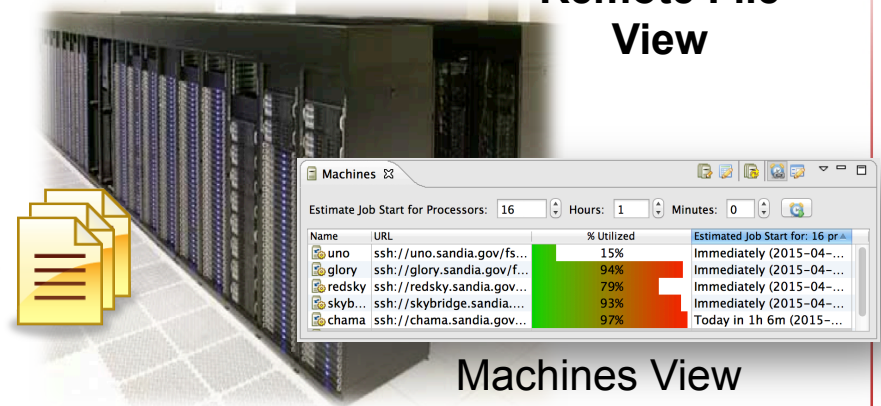 Remote File
View
Machines
Estimate Job Start for Processors: 16 Hours: 1 Minutes: 0
Name URL % Utilized Estimated Job Start for: 16 pr
uno ssh://uno.sandia.gov/fs... 15% Immediately (2015-04-...
glory ssh://glory.sandia.gov/f... 94% Immediately (2015-04-...
redsky ssh://redsky.sandia.gov... 79% Immediately (2015-04-...
skyb... ssh://skybridge.sandia.... 93% Immediately (2015-04-...
chama ssh://chama.sandia.gov... 97% Today in 1h 6m (2015-...
Machines View